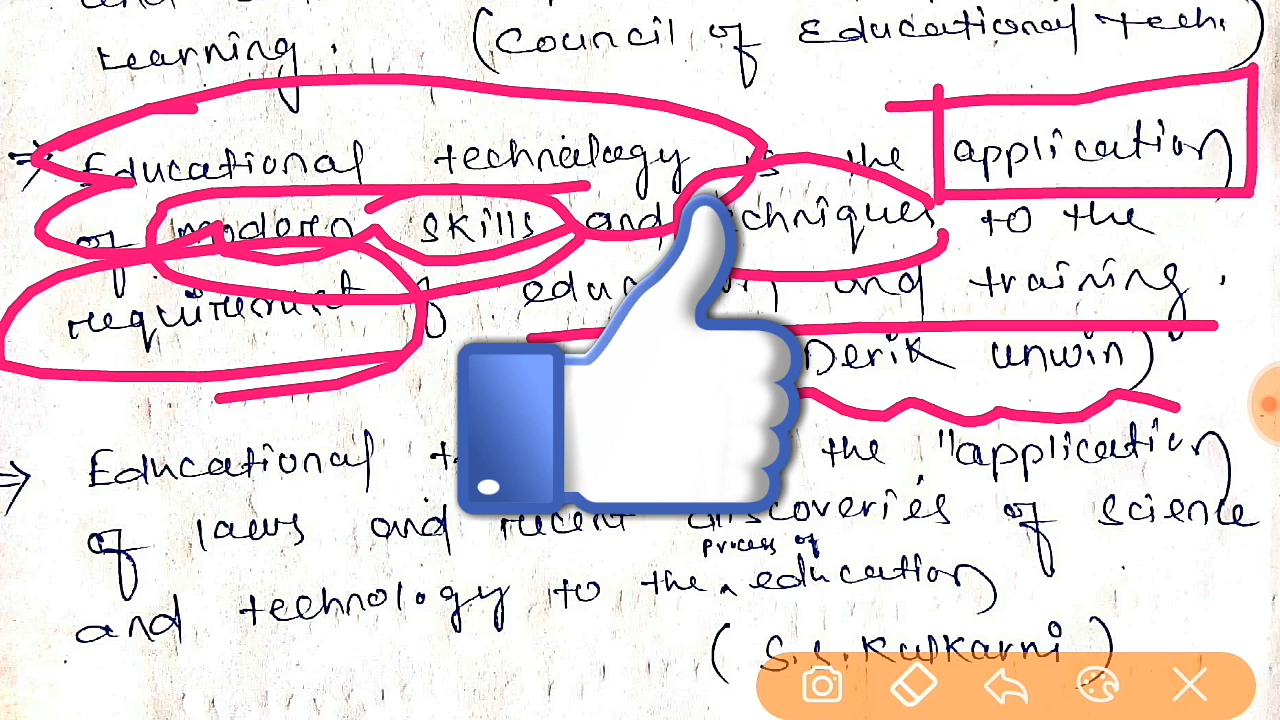 Learning. (Council of Educational tech.)
⇒ Educational technology is the application
of modern skills and techniques to the
requirement of education and training.
Derik unwin)
⇒ Educational the "application
of laws and recent discoveries of science
process of
and technology to the ‸ education
(S.S. Kulkarni)